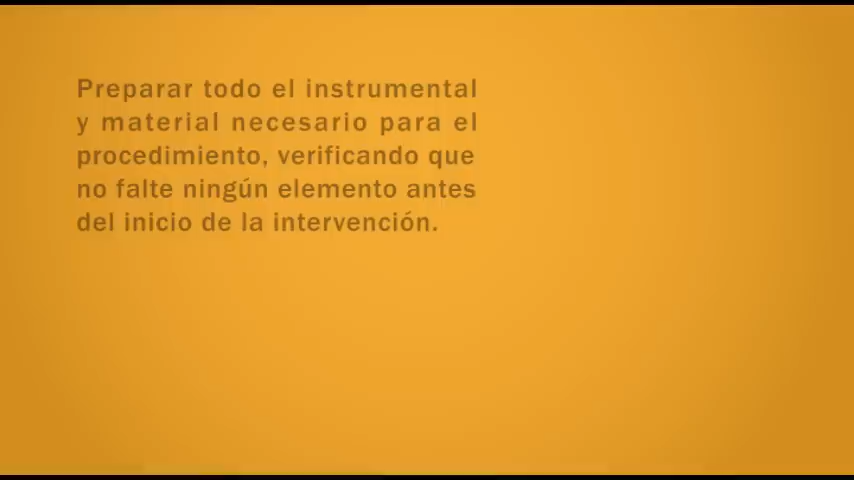 Preparar todo el instrumental
y material necesario para el
procedimiento, verificando que
no falte ningún elemento antes
del inicio de la intervención.